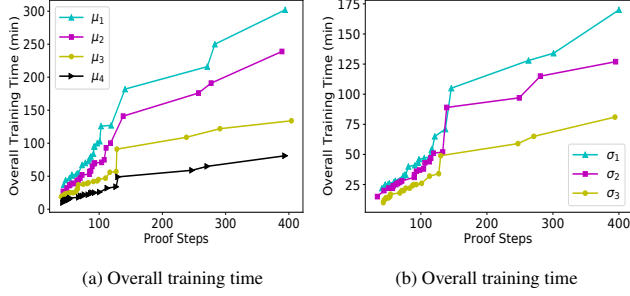 Overall Training Time (min)
300
250
200
150
100
50
0
μ1
μ2
μ3
μ4
100
200
300
400
Proof Steps
(a) Overall training time
Overall Training Time (min)
175
150
125
100
75
50
25
σ1
σ2
σ3
100
200
300
400
Proof Steps
(b) Overall training time